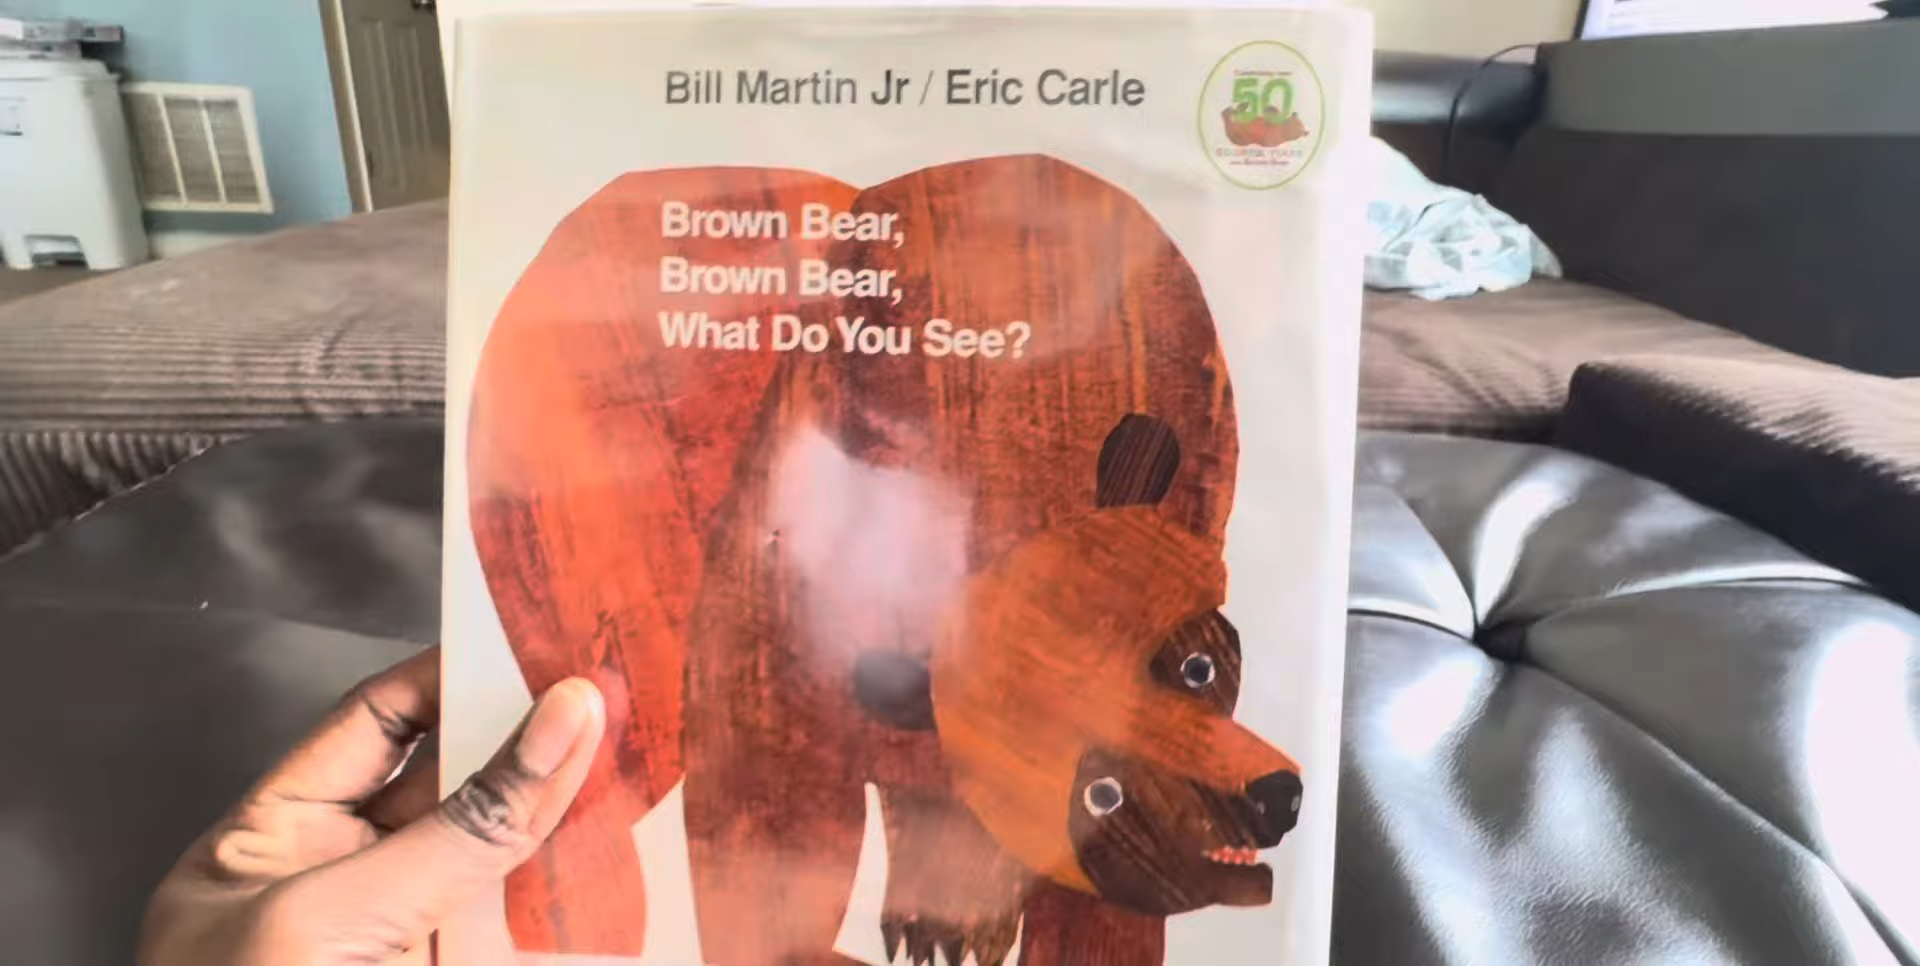 Bill Martin Jr / Eric Carle
50
Brown Bear,
Brown Bear,
What Do You See?